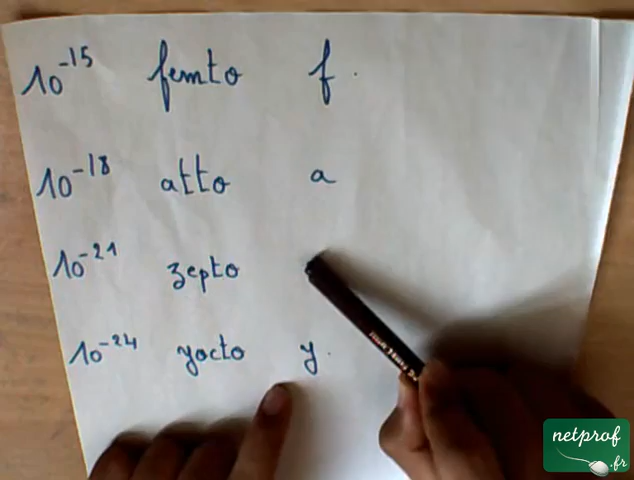 10⁻¹⁵ femto f.
10⁻¹⁸ atto a
10⁻²¹ zepto
10⁻²⁴ yocto y.
netprof
.fr